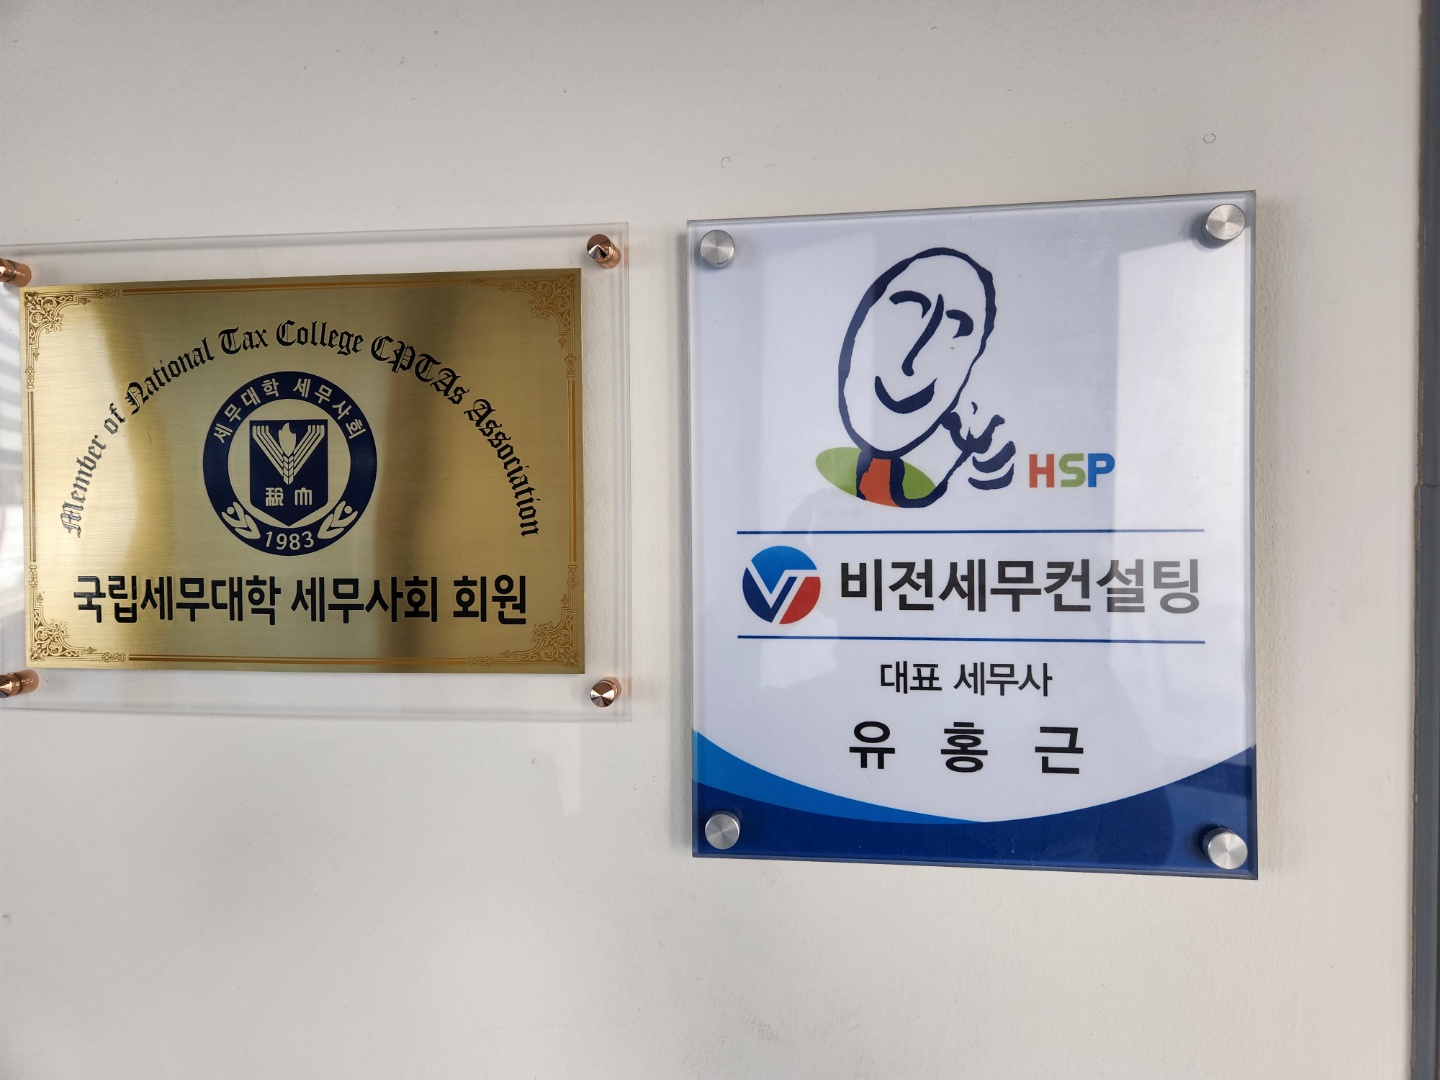 Member of National Tax College CPTAs Association
세무대학 세무사회
稅大
1983
국립세무대학 세무사회 회원
HSP
비전세무컨설팅
대표 세무사
유 홍 근